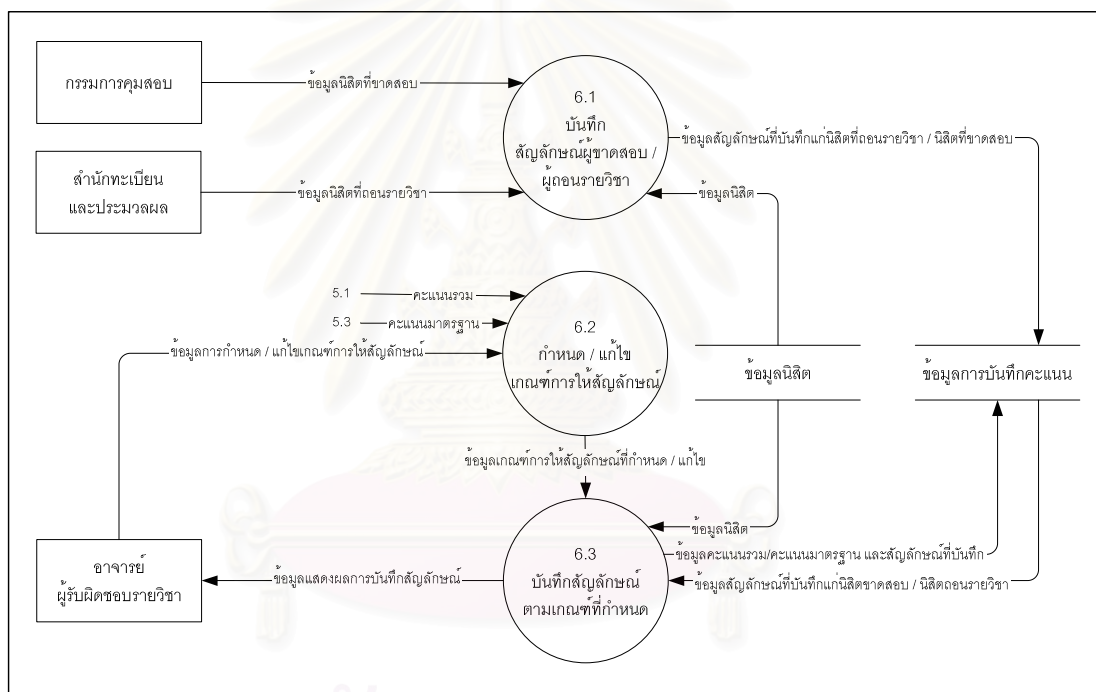 กรรมการคุมสอบ
ข้อมูลนิสิตที่ขาดสอบ
6.1
บันทึก
สัญลักษณ์ผู้ขาดสอบ /
ผู้ถอนรายวิชา
ข้อมูลสัญลักษณ์ที่บันทึกแก่นิสิตที่ถอนรายวิชา / นิสิตที่ขาดสอบ
สำนักทะเบียน
และประมวลผล
ข้อมูลนิสิตที่ถอนรายวิชา
ข้อมูลนิสิต
5.1
คะแนนรวม
5.3
คะแนนมาตรฐาน
ข้อมูลการกำหนด / แก้ไขเกณฑ์การให้สัญลักษณ์
6.2
กำหนด / แก้ไข
เกณฑ์การให้สัญลักษณ์
ข้อมูลนิสิต
ข้อมูลการบันทึกคะแนน
ข้อมูลเกณฑ์การให้สัญลักษณ์ที่กำหนด / แก้ไข
ข้อมูลนิสิต
อาจารย์
ผู้รับผิดชอบรายวิชา
ข้อมูลแสดงผลการบันทึกสัญลักษณ์
6.3
บันทึกสัญลักษณ์
ตามเกณฑ์ที่กำหนด
ข้อมูลคะแนนรวม/คะแนนมาตรฐาน และสัญลักษณ์ที่บันทึก
ข้อมูลสัญลักษณ์ที่บันทึกแก่นิสิตขาดสอบ / นิสิตถอนรายวิชา